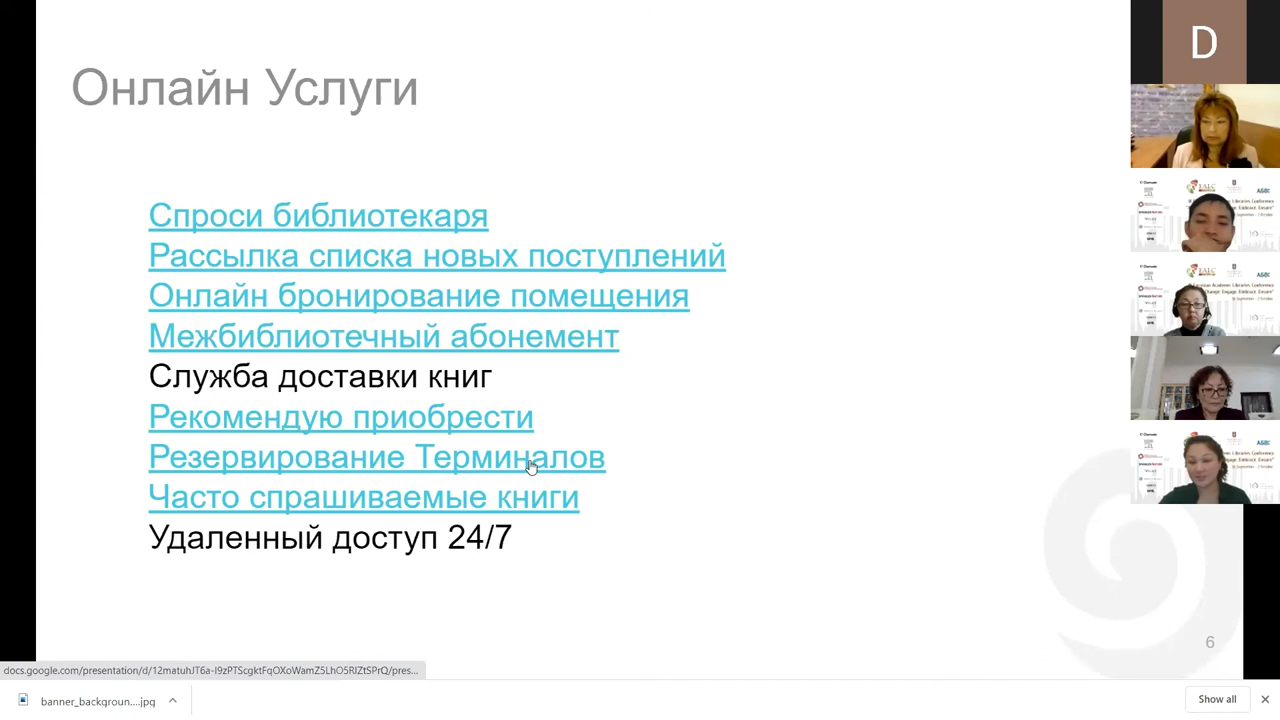 Онлайн Услуги
Спроси библиотекаря
Рассылка списка новых поступлений
Онлайн бронирование помещения
Межбиблиотечный абонемент
Служба доставки книг
Рекомендую приобрести
Резервирование Терминалов
Часто спрашиваемые книги
Удаленный доступ 24/7
6
D
docs.google.com/presentation/d/12matuhJT6a-I9zPTScgktFqOXoWamZ5LhO5RIZtSPrQ/pres...
banner_backgroun....jpg
Show all